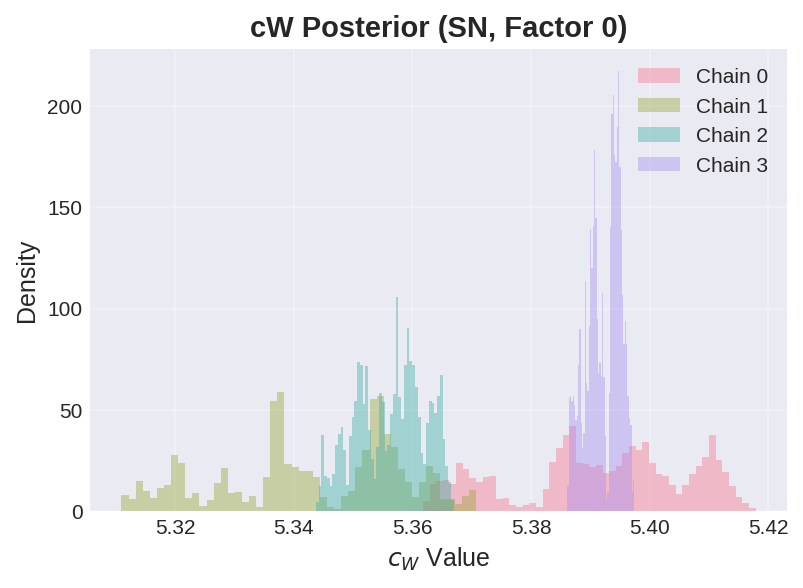 cW Posterior (SN, Factor 0)
Chain 0
Chain 1
Chain 2
Chain 3
Density
200
150
100
50
0
5.32 5.34 5.36 5.38 5.40 5.42
c_W Value